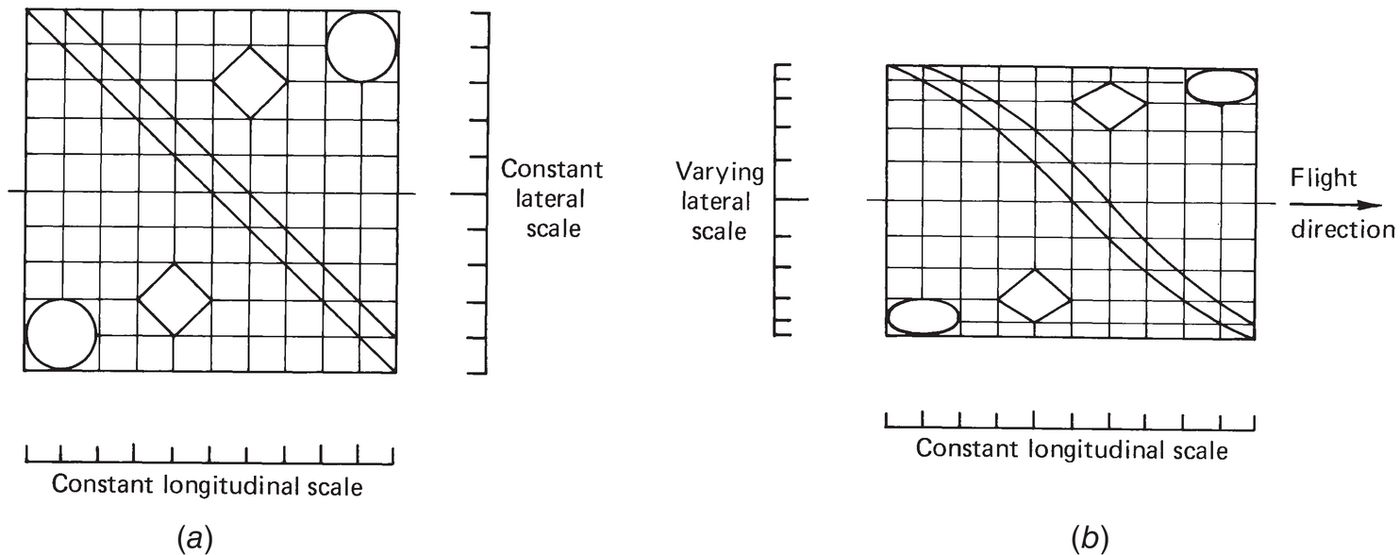 Constant
lateral
scale
Constant longitudinal scale
(a)
Varying
lateral
scale
Flight
direction
Constant longitudinal scale
(b)